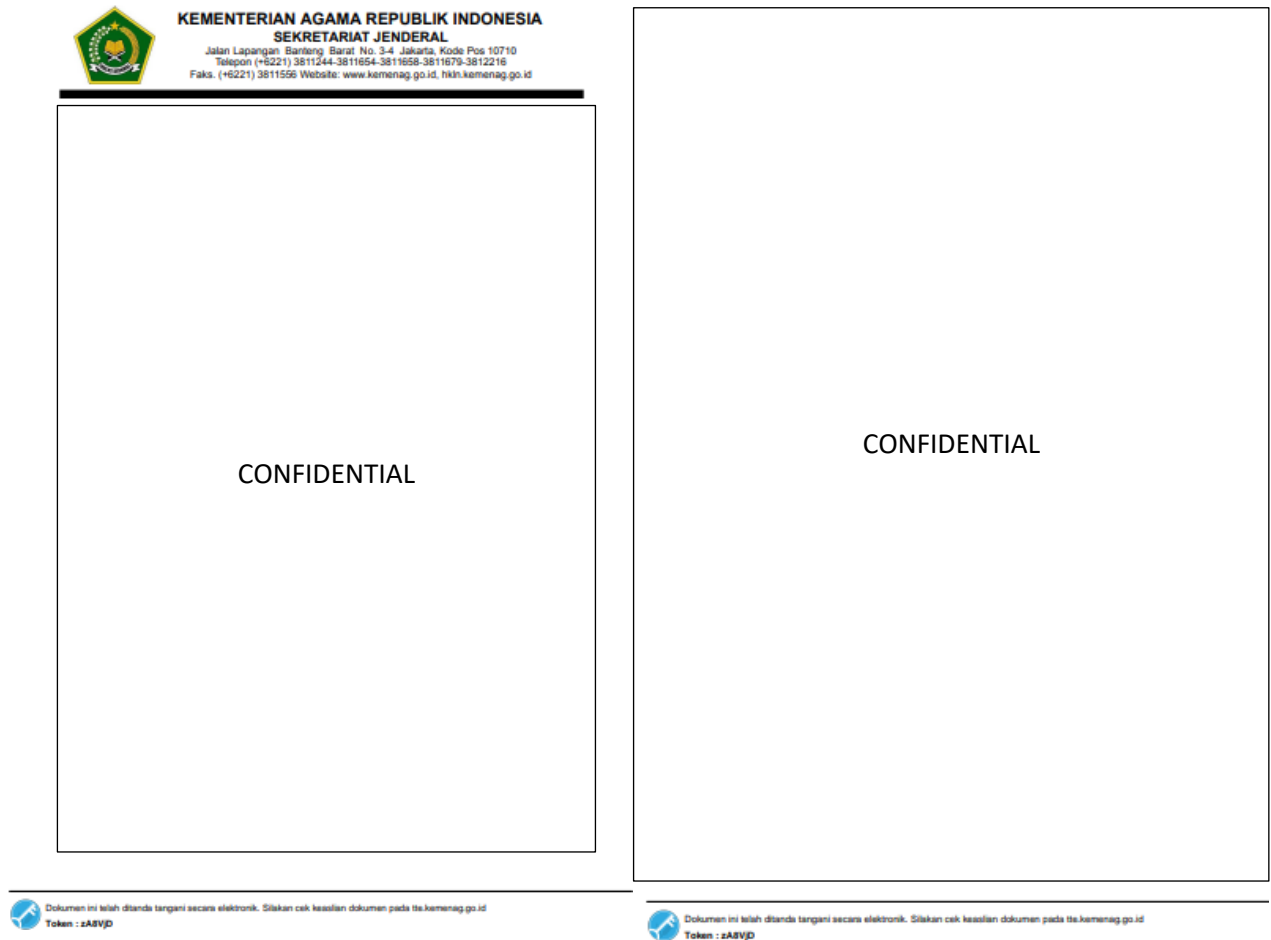 KEMENTERIAN AGAMA REPUBLIK INDONESIA
SEKRETARIAT JENDERAL
Jalan Lapangan Banteng Barat No. 3-4 Jakarta, Kode Pos 10710
Telepon (+6221) 3811244-3811654-3811658-3811679-3812216
Faks. (+6221) 3811556 Website: www.kemenag.go.id, hkln.kemenag.go.id
CONFIDENTIAL
Dokumen ini telah ditanda tangani secara elektronik. Silakan cek keaslian dokumen pada tte.kemenag.go.id
Token : zA8VjD
CONFIDENTIAL
Dokumen ini telah ditanda tangani secara elektronik. Silakan cek keaslian dokumen pada tte.kemenag.go.id
Token : zA8VjD